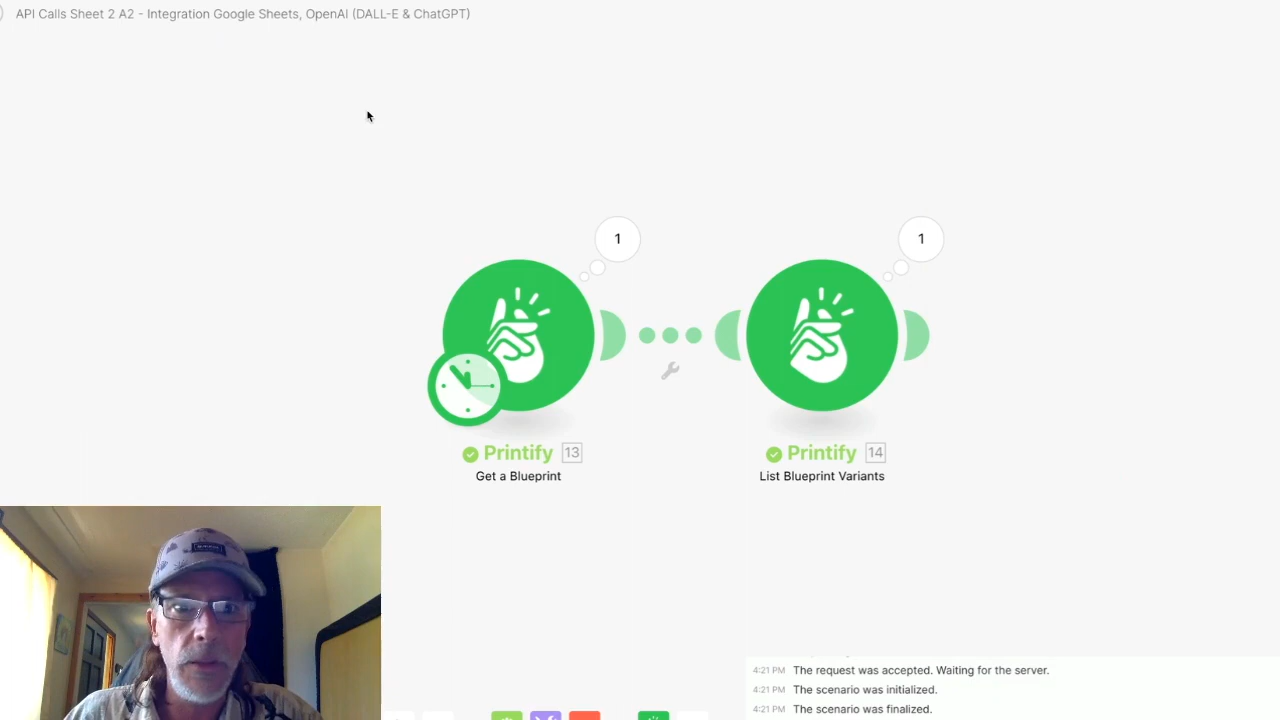 API Calls Sheet 2 A2 - Integration Google Sheets, OpenAI (DALL-E & ChatGPT)
1
1
Printify 13
Get a Blueprint
Printify 14
List Blueprint Variants
4:21 PM The request was accepted. Waiting for the server.
4:21 PM The scenario was initialized.
4:21 PM The scenario was finalized.